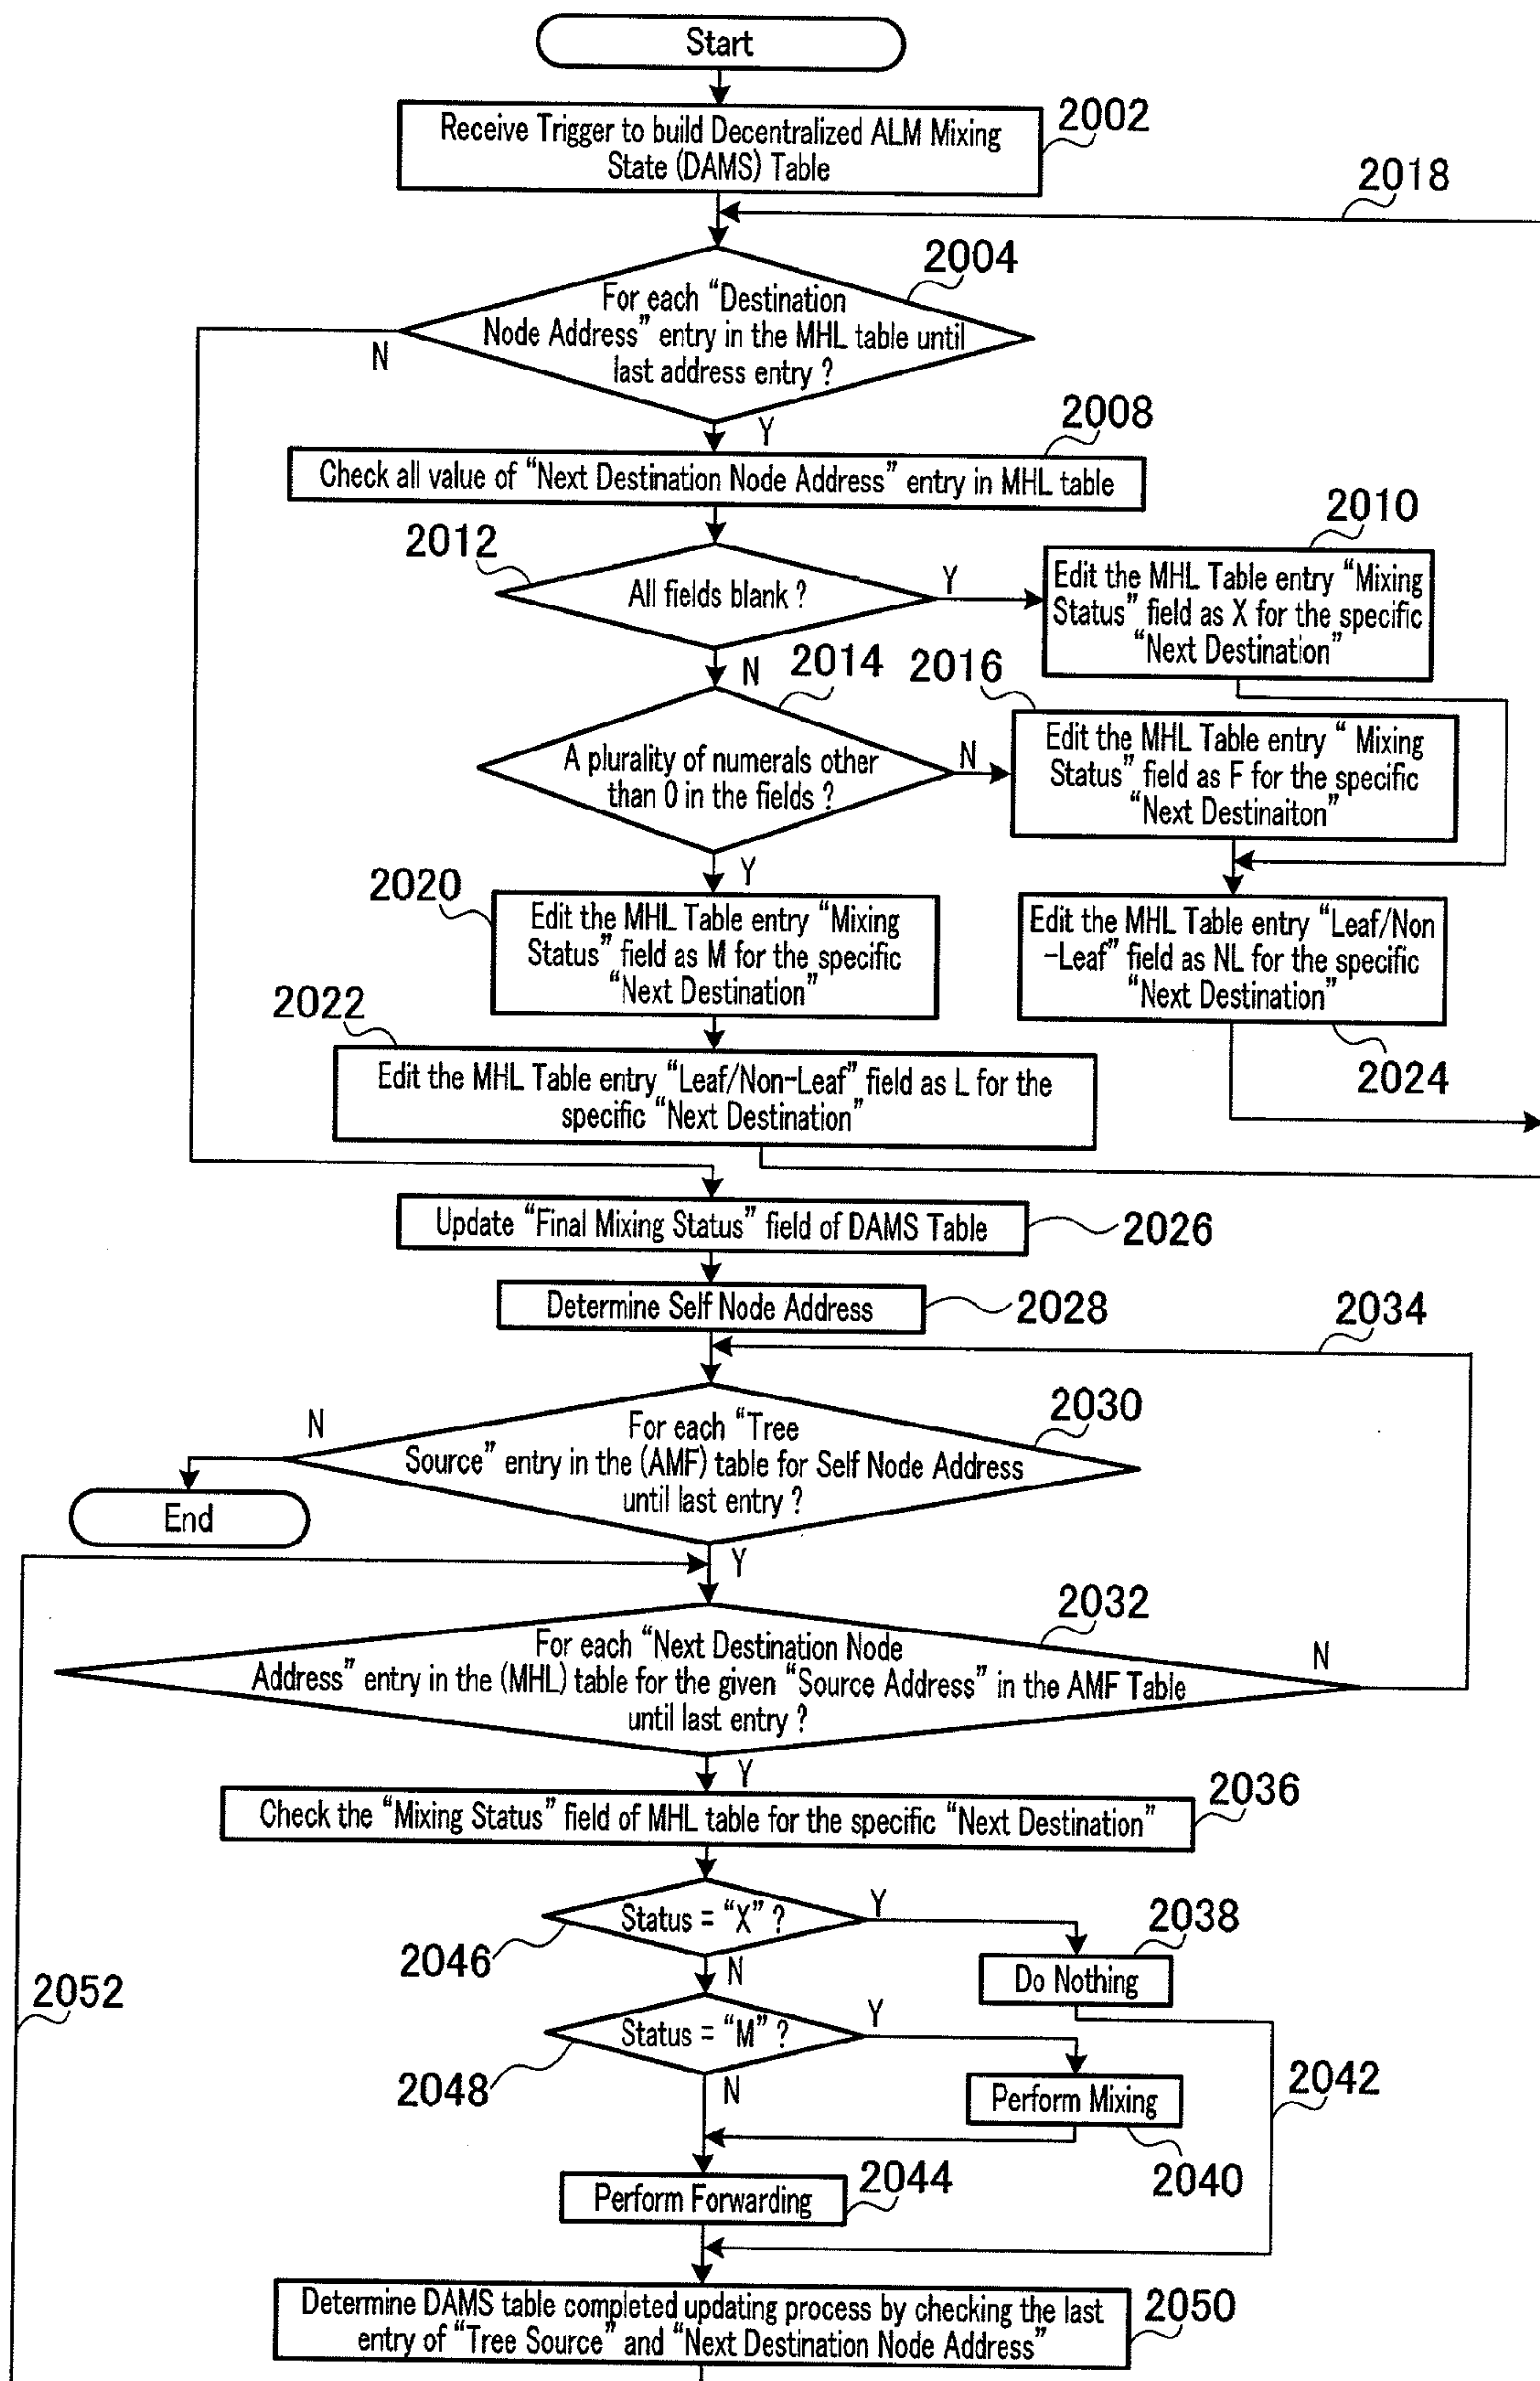 Start
Receive Trigger to build Decentralized ALM Mixing
State (DAMS) Table
2002
2018
2004
For each “Destination
Node Address” entry in the MHL table until
last address entry ?
N
Y
2008
Check all value of “Next Destination Node Address” entry in MHL table
2012
All fields blank ?
Y
2010
Edit the MHL Table entry “Mixing
Status” field as X for the specific
“Next Destination”
N
2014
2016
A plurality of numerals other
than 0 in the fields ?
N
Edit the MHL Table entry “ Mixing
Status” field as F for the specific
“Next Destinaiton”
Y
2020
Edit the MHL Table entry “Mixing
Status” field as M for the specific
“Next Destination”
Edit the MHL Table entry “Leaf/Non
-Leaf” field as NL for the specific
“Next Destination”
2024
2022
Edit the MHL Table entry “Leaf/Non-Leaf” field as L for the
specific “Next Destination”
Update “Final Mixing Status” field of DAMS Table
2026
Determine Self Node Address
2028
2034
2030
N
For each “Tree
Source” entry in the (AMF) table for Self Node Address
until last entry ?
End
Y
2032
For each “Next Destination Node
Address” entry in the (MHL) table for the given “Source Address” in the AMF Table
until last entry ?
N
Y
2036
Check the “Mixing Status” field of MHL table for the specific “Next Destination”
Status = “X” ?
Y
2046
2038
Do Nothing
N
2052
Status = “M” ?
Y
2048
N
Perform Mixing
2042
2040
Perform Forwarding
2044
Determine DAMS table completed updating process by checking the last
entry of “Tree Source” and “Next Destination Node Address”
2050